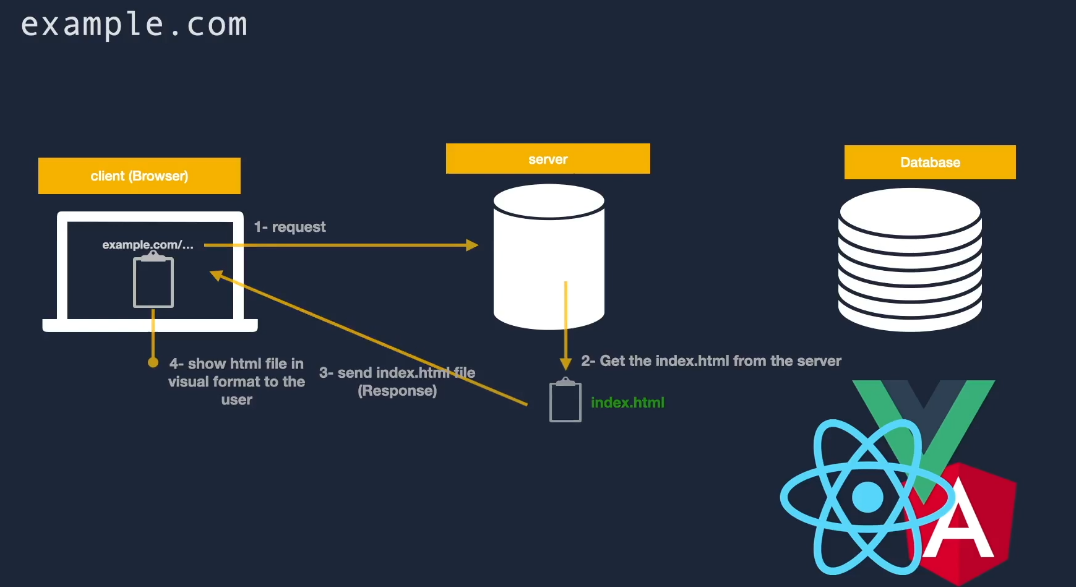 example.com
client (Browser)
server
Database
example.com/...
1- request
2- Get the index.html from the server
index.html
3- send index.html file
(Response)
4- show html file in
visual format to the
user